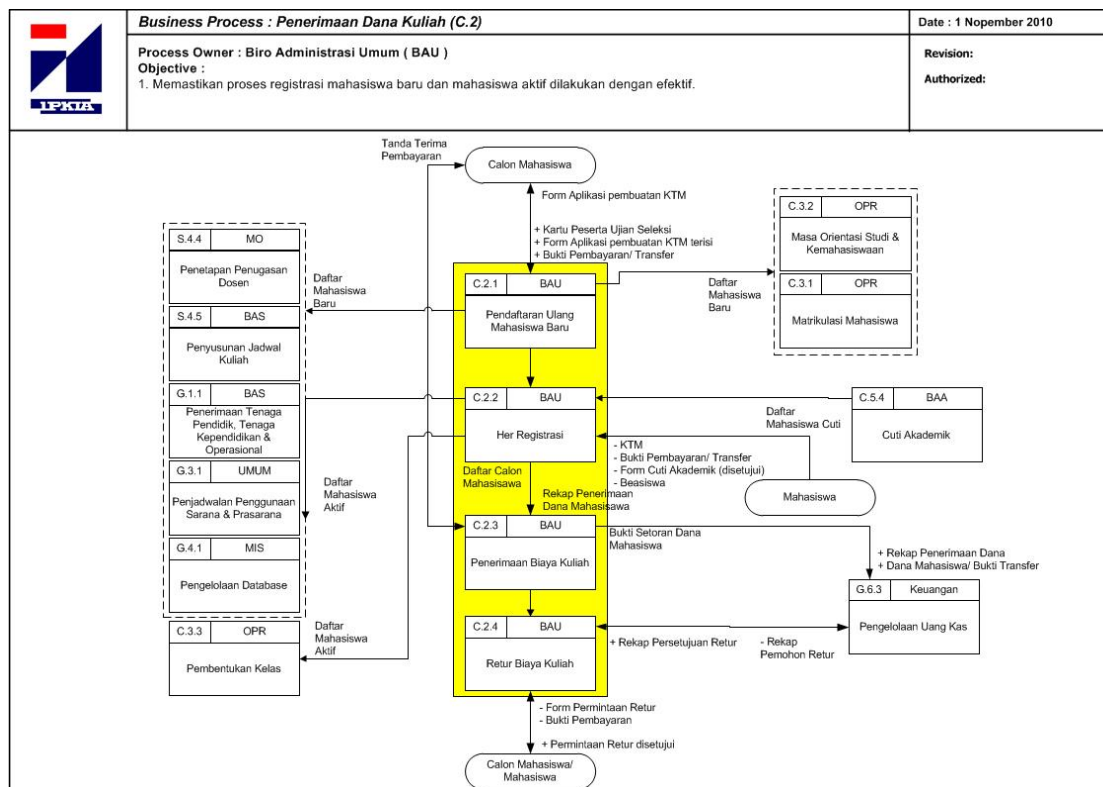 Business Process : Penerimaan Dana Kuliah (C.2)
Date : 1 Nopember 2010
Process Owner : Biro Administrasi Umum ( BAU )
Objective :
1. Memastikan proses registrasi mahasiswa baru dan mahasiswa aktif dilakukan dengan efektif.
Revision:
Authorized:
1PKIA
Tanda Terima
Pembayaran
Calon Mahasiswa
Form Aplikasi pembuatan KTM
+ Kartu Peserta Ujian Seleksi
+ Form Aplikasi pembuatan KTM terisi
+ Bukti Pembayaran/ Transfer
C.3.2 OPR
Masa Orientasi Studi &
Kemahasiswaan
C.3.1 OPR
Matrikulasi Mahasiswa
Daftar
Mahasiswa
Baru
S.4.4 MO
Penetapan Penugasan
Dosen
Daftar
Mahasiswa
Baru
C.2.1 BAU
Pendaftaran Ulang
Mahasiswa Baru
S.4.5 BAS
Penyusunan Jadwal
Kuliah
G.1.1 BAS
Penerimaan Tenaga
Pendidik, Tenaga
Kependidikan &
Operasional
C.2.2 BAU
Her Registrasi
C.5.4 BAA
Cuti Akademik
Daftar
Mahasiswa Cuti
- KTM
- Bukti Pembayaran/ Transfer
- Form Cuti Akademik (disetujui)
- Beasiswa
Mahasiswa
G.3.1 UMUM
Penjadwalan Penggunaan
Sarana & Prasarana
Daftar
Mahasiswa
Aktif
Daftar Calon
Mahasisawa
Rekap Penerimaan
Dana Mahasisawa
C.2.3 BAU
Penerimaan Biaya Kuliah
Bukti Setoran Dana
Mahasiswa
+ Rekap Penerimaan Dana
+ Dana Mahasiswa/ Bukti Transfer
G.4.1 MIS
Pengelolaan Database
G.6.3 Keuangan
Pengelolaan Uang Kas
C.3.3 OPR
Pembentukan Kelas
Daftar
Mahasiswa
Aktif
C.2.4 BAU
Retur Biaya Kuliah
+ Rekap Persetujuan Retur
- Rekap
Pemohon Retur
- Form Permintaan Retur
- Bukti Pembayaran
+ Permintaan Retur disetujui
Calon Mahasiswa/
Mahasiswa